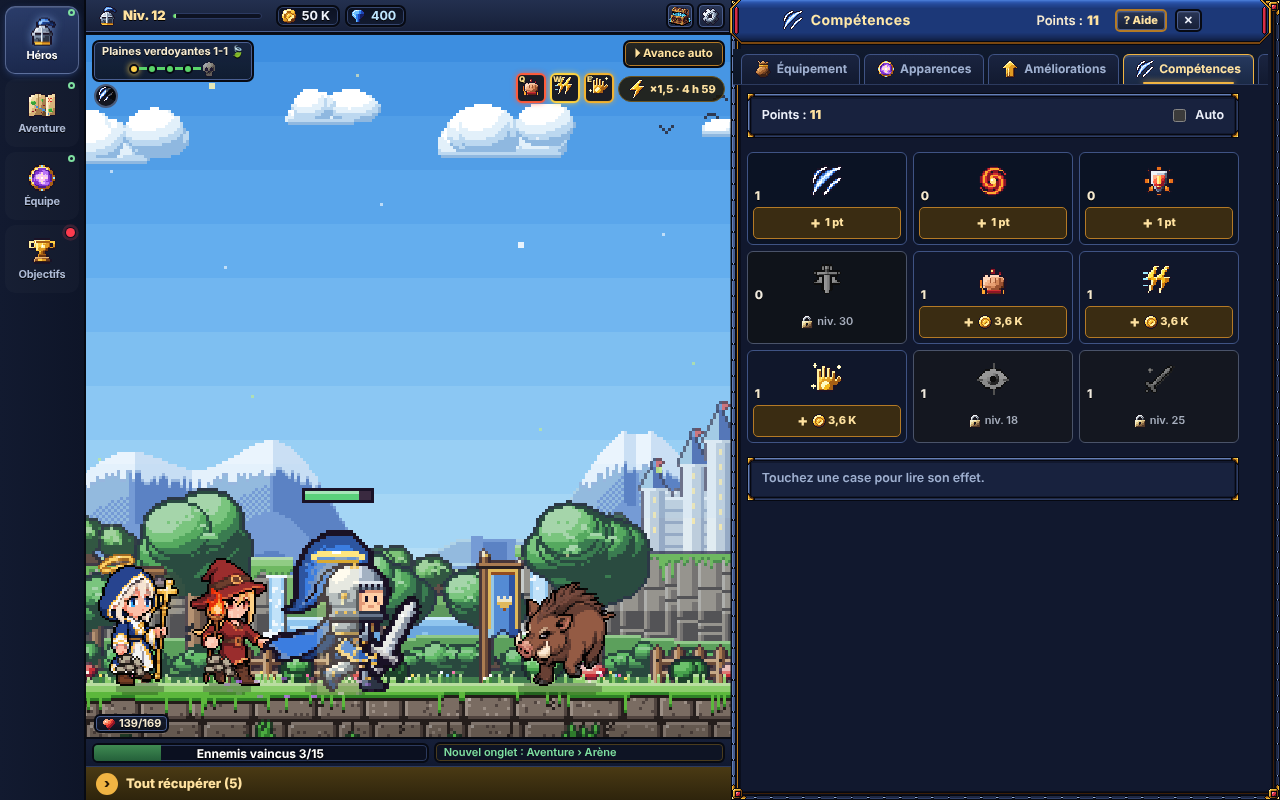 Héros
Aventure
Équipe
Objectifs
Niv. 12
50 K
400
Plaines verdoyantes 1-1
Avance auto
Q
W
E
×1,5 · 4 h 59
139/169
Ennemis vaincus 3/15
Nouvel onglet : Aventure › Arène
Tout récupérer (5)
Compétences
Points : 11
? Aide
×
Équipement
Apparences
Améliorations
Compétences
Points : 11
Auto
1
+ 1 pt
0
+ 1 pt
0
+ 1 pt
0
niv. 30
1
+ 3,6 K
1
+ 3,6 K
1
+ 3,6 K
1
niv. 18
1
niv. 25
Touchez une case pour lire son effet.